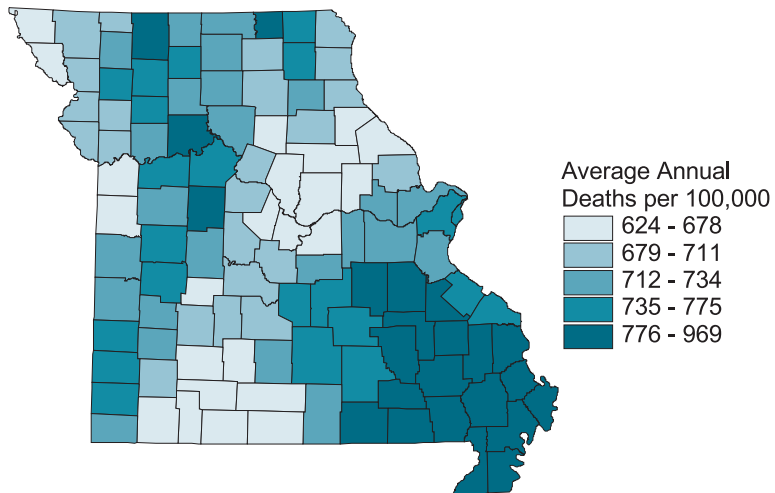 Average Annual
Deaths per 100,000
624 - 678
679 - 711
712 - 734
735 - 775
776 - 969